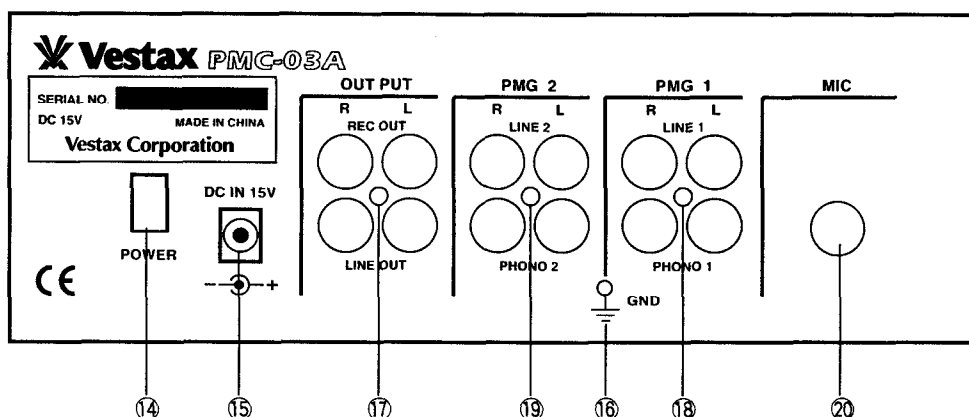 Vestax PMC-03A
SERIAL NO.
DC 15V MADE IN CHINA
Vestax Corporation
DC IN 15V
POWER
CE
- +
OUT PUT
R L
REC OUT
LINE OUT
PMG 2
R L
LINE 2
PHONO 2
PMG 1
R L
LINE 1
PHONO 1
GND
MIC
⑭ ⑮ ⑰ ⑲ ⑯ ⑱ ⑳